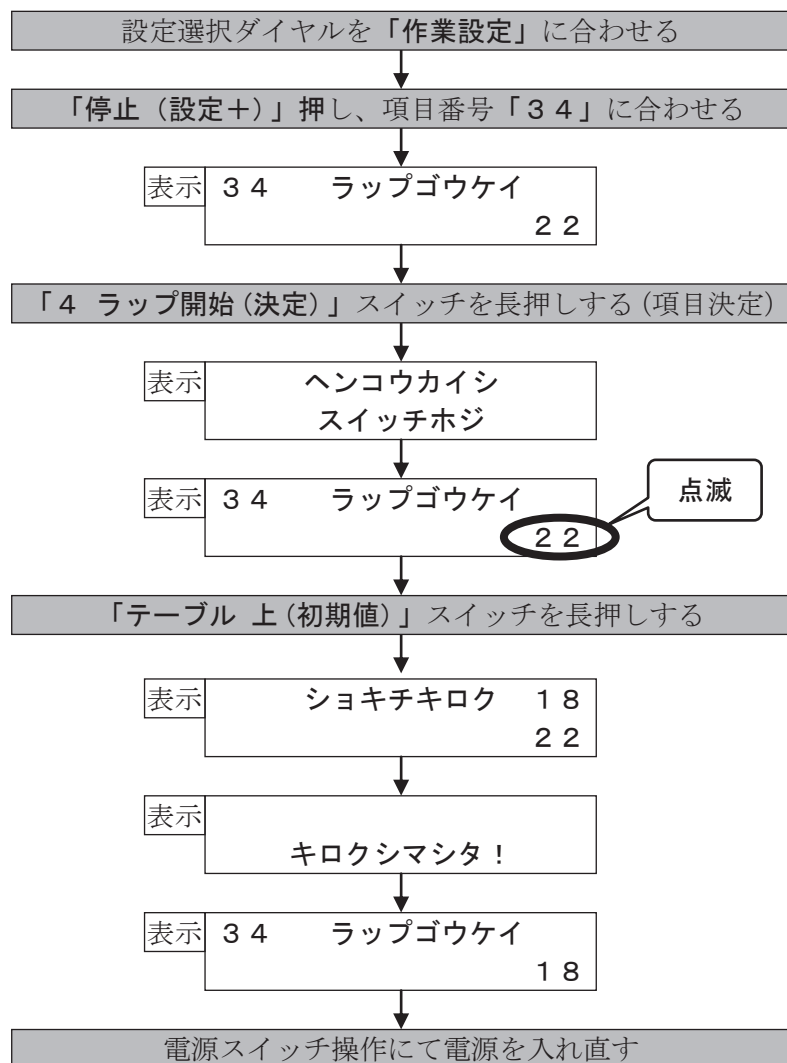 設定選択ダイヤルを「作業設定」に合わせる
「停止（設定＋）」押し、項目番号「３４」に合わせる
表示 ３４　ラップゴウケイ
２２
「４ ラップ開始（決定）」スイッチを長押しする（項目決定）
表示 ヘンコウカイシ
スイッチホジ
表示 ３４　ラップゴウケイ
点滅
２２
「テーブル 上（初期値）」スイッチを長押しする
表示 ショキチキロク　１８
２２
表示
キロクシマシタ！
表示 ３４　ラップゴウケイ
１８
電源スイッチ操作にて電源を入れ直す